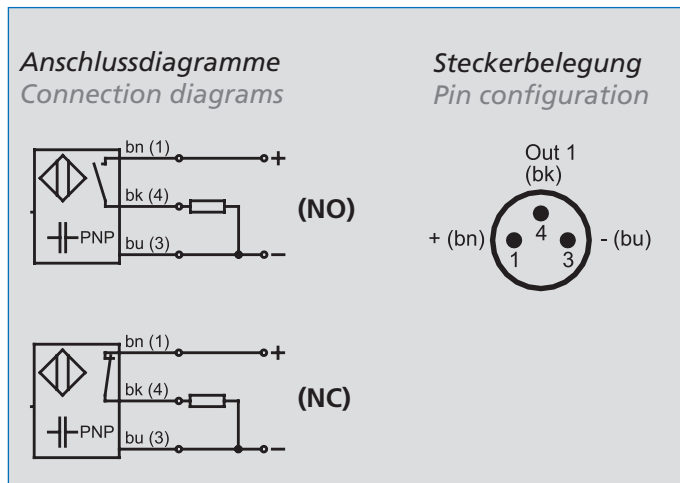 Anschlussdiagramme
Connection diagrams
bn (1)
+
bk (4)
(NO)
PNP
bu (3)
−
bn (1)
+
bk (4)
(NC)
PNP
bu (3)
−
Steckerbelegung
Pin configuration
Out 1
(bk)
+ (bn)
4
- (bu)
1
3